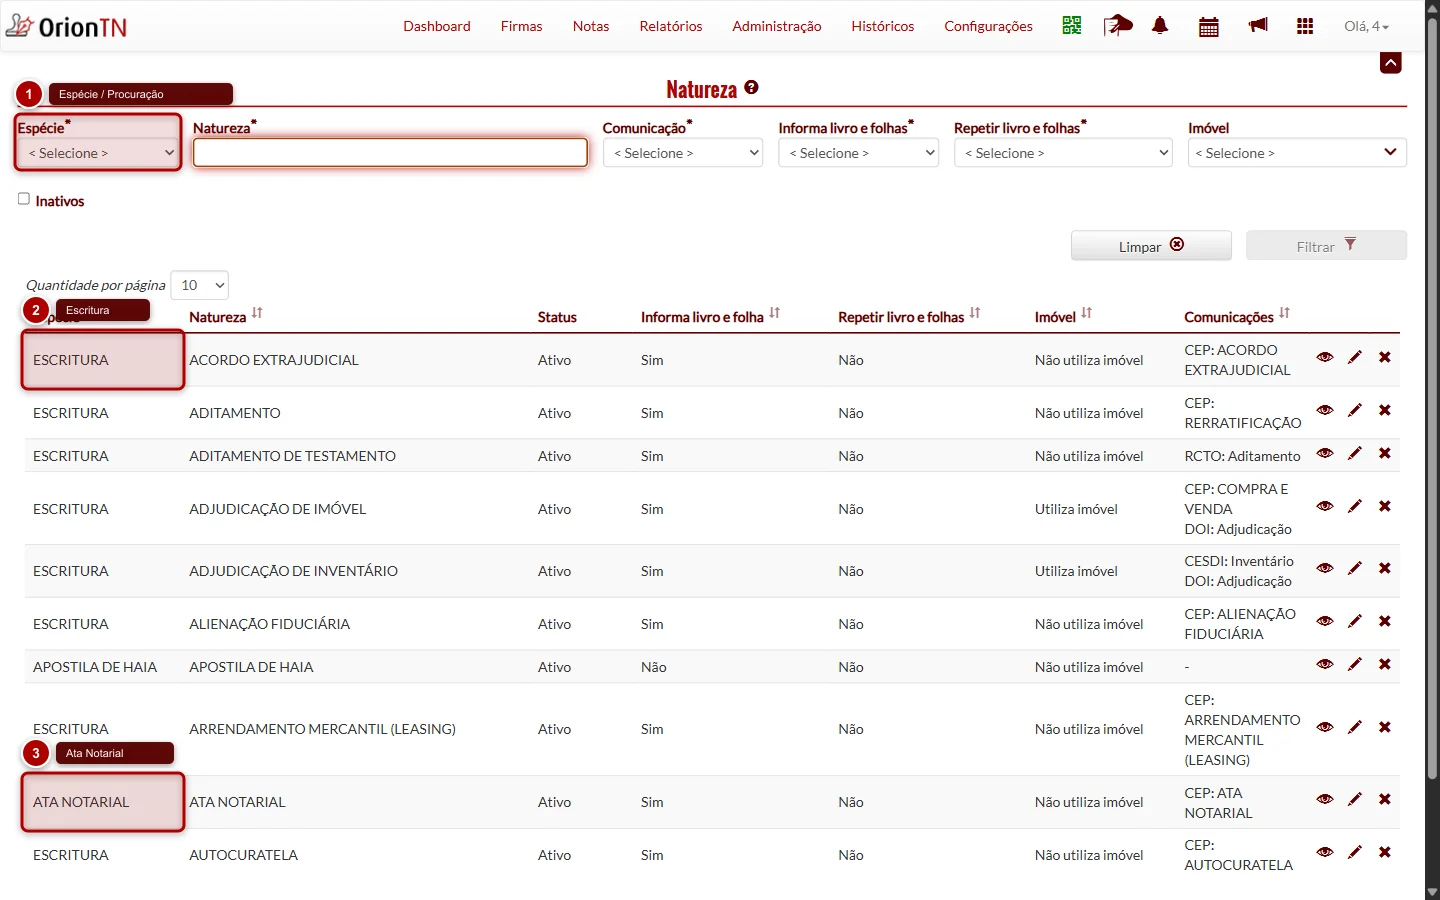 OrionTN Dashboard Firmas Notas Relatórios Administração Históricos Configurações Olá, 4
Natureza ?
1 Espécie / Procuração
Espécie* Natureza* Comunicação* Informa livro e folhas* Repetir livro e folhas* Imóvel
< Selecione > < Selecione > < Selecione > < Selecione > < Selecione >
Inativos
Limpar Filtrar
Quantidade por página 10
2 Escritura
Natureza Status Informa livro e folha Repetir livro e folhas Imóvel Comunicações
ESCRITURA ACORDO EXTRAJUDICIAL Ativo Sim Não Não utiliza imóvel CEP: ACORDO
EXTRAJUDICIAL
ESCRITURA ADITAMENTO Ativo Sim Não Não utiliza imóvel CEP:
RERRATIFICAÇÃO
ESCRITURA ADITAMENTO DE TESTAMENTO Ativo Sim Não Não utiliza imóvel RCTO: Aditamento
ESCRITURA ADJUDICAÇÃO DE IMÓVEL Ativo Sim Não Utiliza imóvel CEP: COMPRA E
VENDA
DOI: Adjudicação
ESCRITURA ADJUDICAÇÃO DE INVENTÁRIO Ativo Sim Não Utiliza imóvel CESDI: Inventário
DOI: Adjudicação
ESCRITURA ALIENAÇÃO FIDUCIÁRIA Ativo Sim Não Não utiliza imóvel CEP: ALIENAÇÃO
FIDUCIÁRIA
APOSTILA DE HAIA APOSTILA DE HAIA Ativo Não Não Não utiliza imóvel -
ESCRITURA ARRENDAMENTO MERCANTIL (LEASING) Ativo Sim Não Não utiliza imóvel CEP:
ARRENDAMENTO
MERCANTIL
(LEASING)
3 Ata Notarial
ATA NOTARIAL ATA NOTARIAL Ativo Sim Não Não utiliza imóvel CEP: ATA
NOTARIAL
ESCRITURA AUTOCURATELA Ativo Sim Não Não utiliza imóvel CEP:
AUTOCURATELA